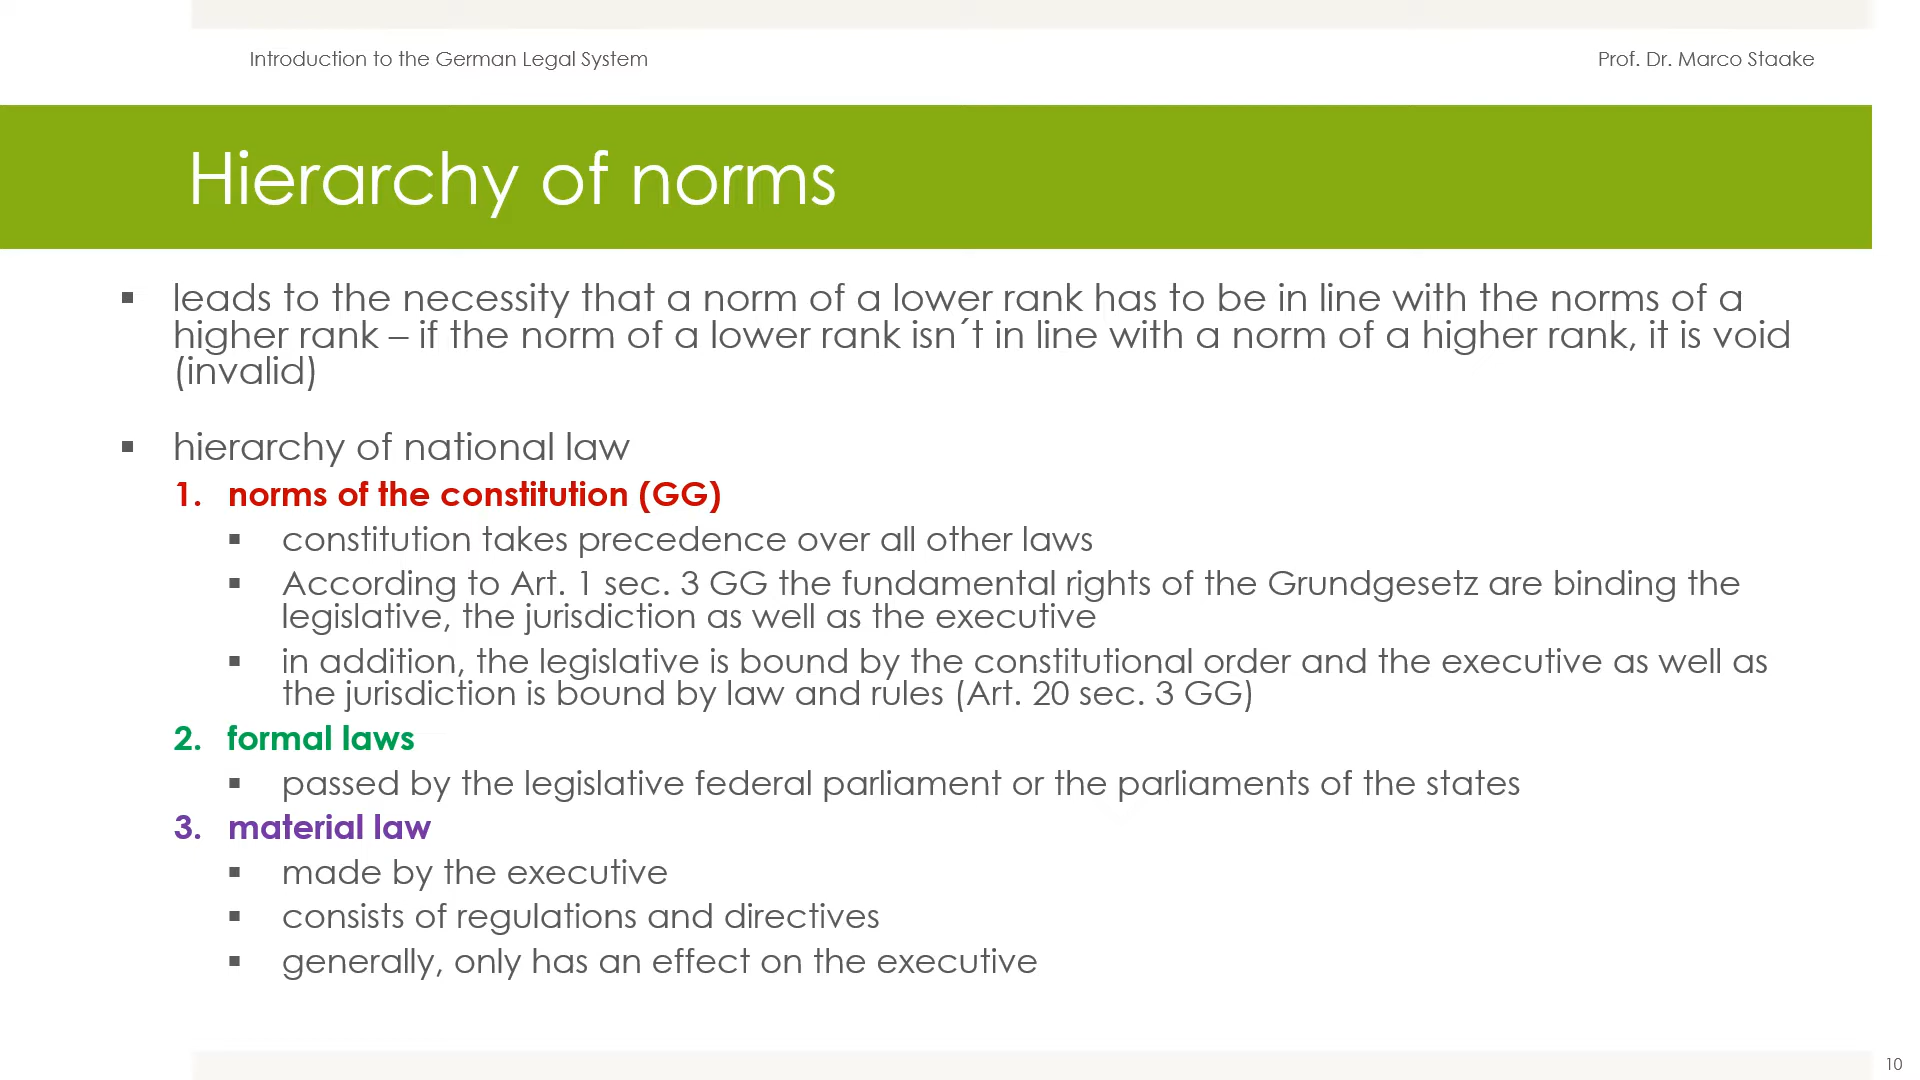 Introduction to the German Legal System
Prof. Dr. Marco Staake
Hierarchy of norms
▪ leads to the necessity that a norm of a lower rank has to be in line with the norms of a
higher rank – if the norm of a lower rank isn´t in line with a norm of a higher rank, it is void
(invalid)
▪ hierarchy of national law
1. norms of the constitution (GG)
▪ constitution takes precedence over all other laws
▪ According to Art. 1 sec. 3 GG the fundamental rights of the Grundgesetz are binding the
legislative, the jurisdiction as well as the executive
▪ in addition, the legislative is bound by the constitutional order and the executive as well as
the jurisdiction is bound by law and rules (Art. 20 sec. 3 GG)
2. formal laws
▪ passed by the legislative federal parliament or the parliaments of the states
3. material law
▪ made by the executive
▪ consists of regulations and directives
▪ generally, only has an effect on the executive
10